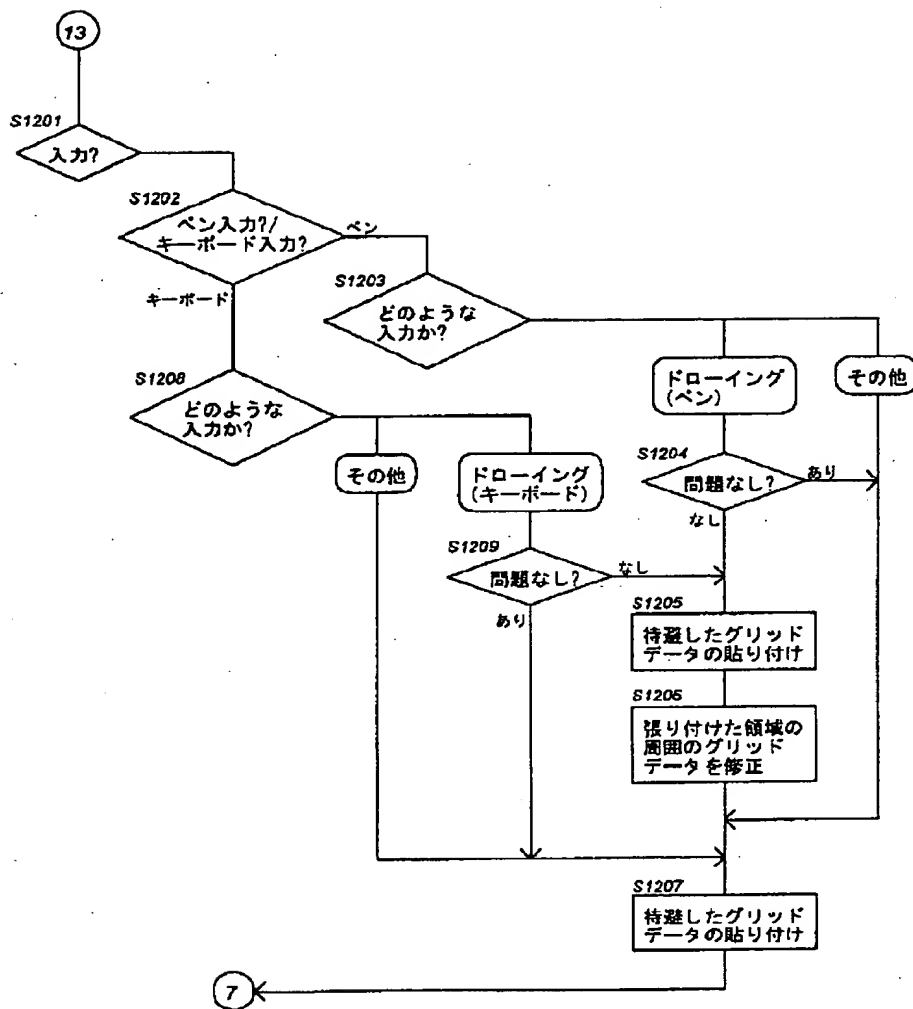 13
S1201
入力?
S1202
ペン入力?/
キーボード入力?
ペン
キーボード
S1203
どのような
入力か?
S1208
どのような
入力か?
ドローイング
(ペン)
その他
S1204
問題なし?
あり
なし
その他
ドローイング
(キーボード)
S1209
問題なし?
なし
あり
S1205
待避したグリッド
データの貼り付け
S1206
張り付けた領域の
周囲のグリッド
データを修正
S1207
待避したグリッド
データの貼り付け
7